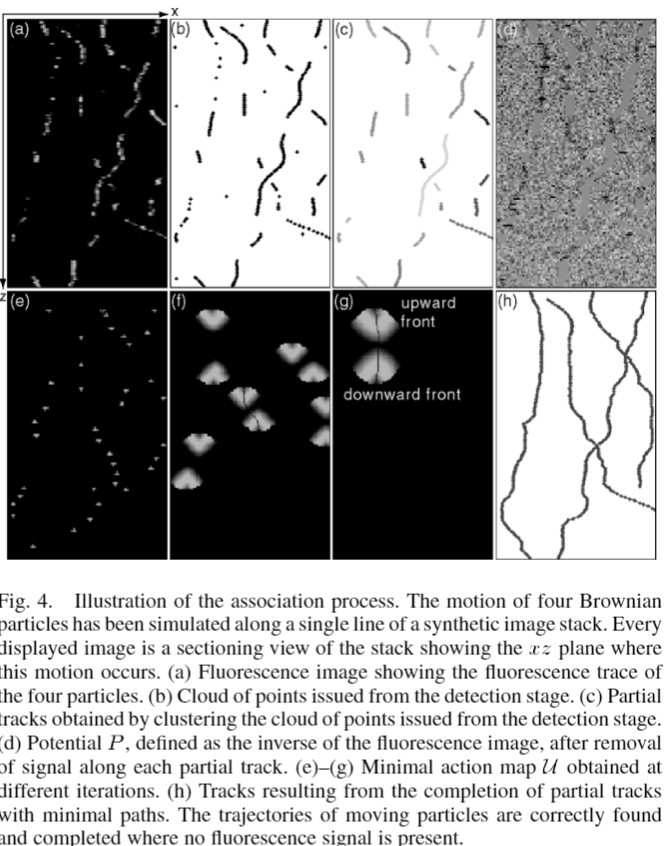 x
(a)
(b)
(c)
(d)
z
(e)
(f)
(g)
upward
front
downward front
(h)
Fig. 4. Illustration of the association process. The motion of four Brownian
particles has been simulated along a single line of a synthetic image stack. Every
displayed image is a sectioning view of the stack showing the xz plane where
this motion occurs. (a) Fluorescence image showing the fluorescence trace of
the four particles. (b) Cloud of points issued from the detection stage. (c) Partial
tracks obtained by clustering the cloud of points issued from the detection stage.
(d) Potential P, defined as the inverse of the fluorescence image, after removal
of signal along each partial track. (e)–(g) Minimal action map U obtained at
different iterations. (h) Tracks resulting from the completion of partial tracks
with minimal paths. The trajectories of moving particles are correctly found
and completed where no fluorescence signal is present.